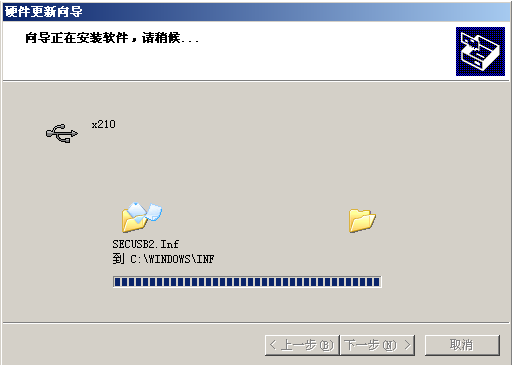 硬件更新向导
向导正在安装软件，请稍候...
x210
SECUSB2.Inf
到 C:\WINDOWS\INF
< 上一步(B) 下一步(N) > 取消